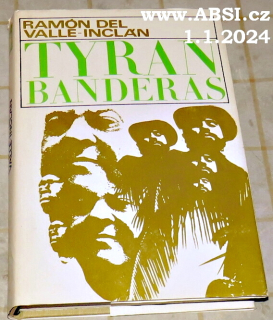 www.ABSI.cz
1.1.2024
RAMÓN DEL
VALLE-INCLÁN
TYRAN
BANDERAS